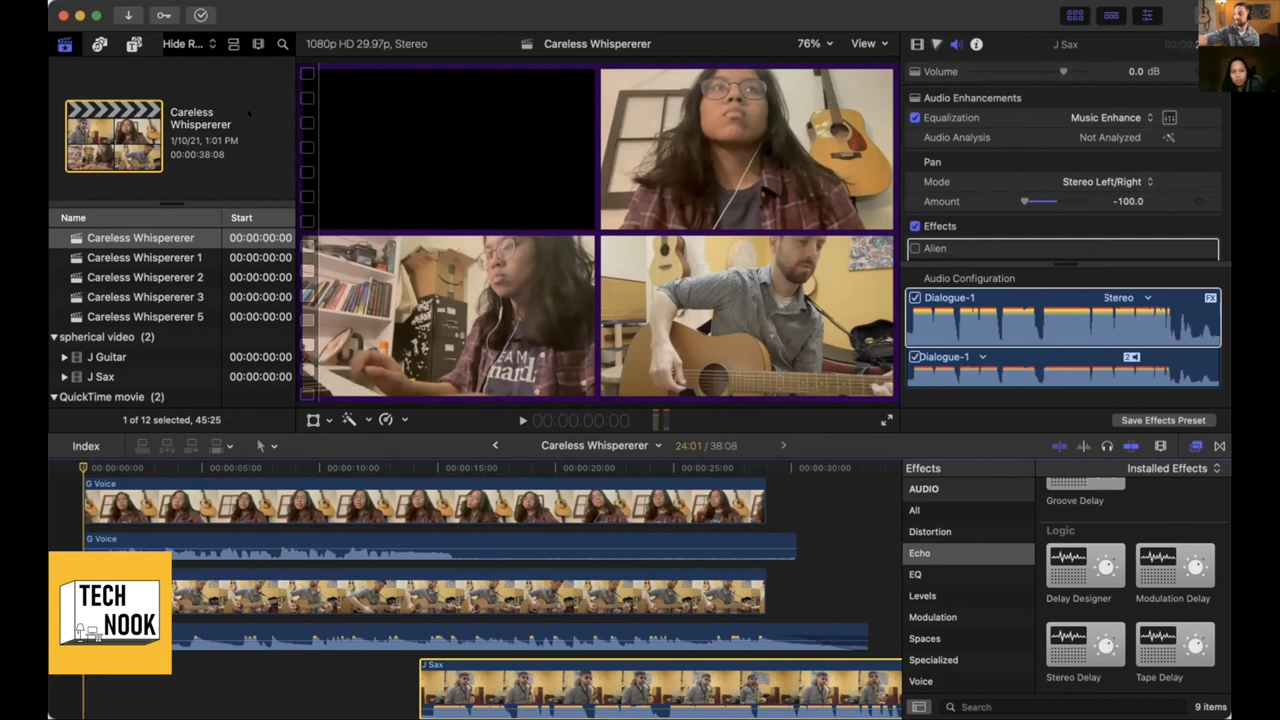 Hide R...
1080p HD 29.97p, Stereo
Careless Whispererer
76%
View
J Sax
Careless
Whispererer
1/10/21, 1:01 PM
00:00:38:08
Name
Start
Careless Whispererer
00:00:00:00
Careless Whispererer 1
00:00:00:00
Careless Whispererer 2
00:00:00:00
Careless Whispererer 3
00:00:00:00
Careless Whispererer 5
00:00:00:00
spherical video (2)
J Guitar
00:00:00:00
J Sax
00:00:00:00
QuickTime movie (2)
1 of 12 selected, 45:25
00:00:00:00
Volume
0.0 dB
Audio Enhancements
Equalization
Music Enhance
Audio Analysis
Not Analyzed
Pan
Mode
Stereo Left/Right
Amount
-100.0
Effects
Alien
Audio Configuration
Dialogue-1
Stereo
FX
Dialogue-1
2
Save Effects Preset
Index
Careless Whispererer
24:01 / 38:08
00:00:00:00
00:00:05:00
00:00:10:00
00:00:15:00
00:00:20:00
00:00:25:00
00:00:30:00
G Voice
G Voice
J Sax
TECH
NOOK
Effects
Installed Effects
AUDIO
All
Distortion
Echo
EQ
Levels
Modulation
Spaces
Specialized
Voice
Groove Delay
Logic
Delay Designer
Modulation Delay
Stereo Delay
Tape Delay
Search
9 items